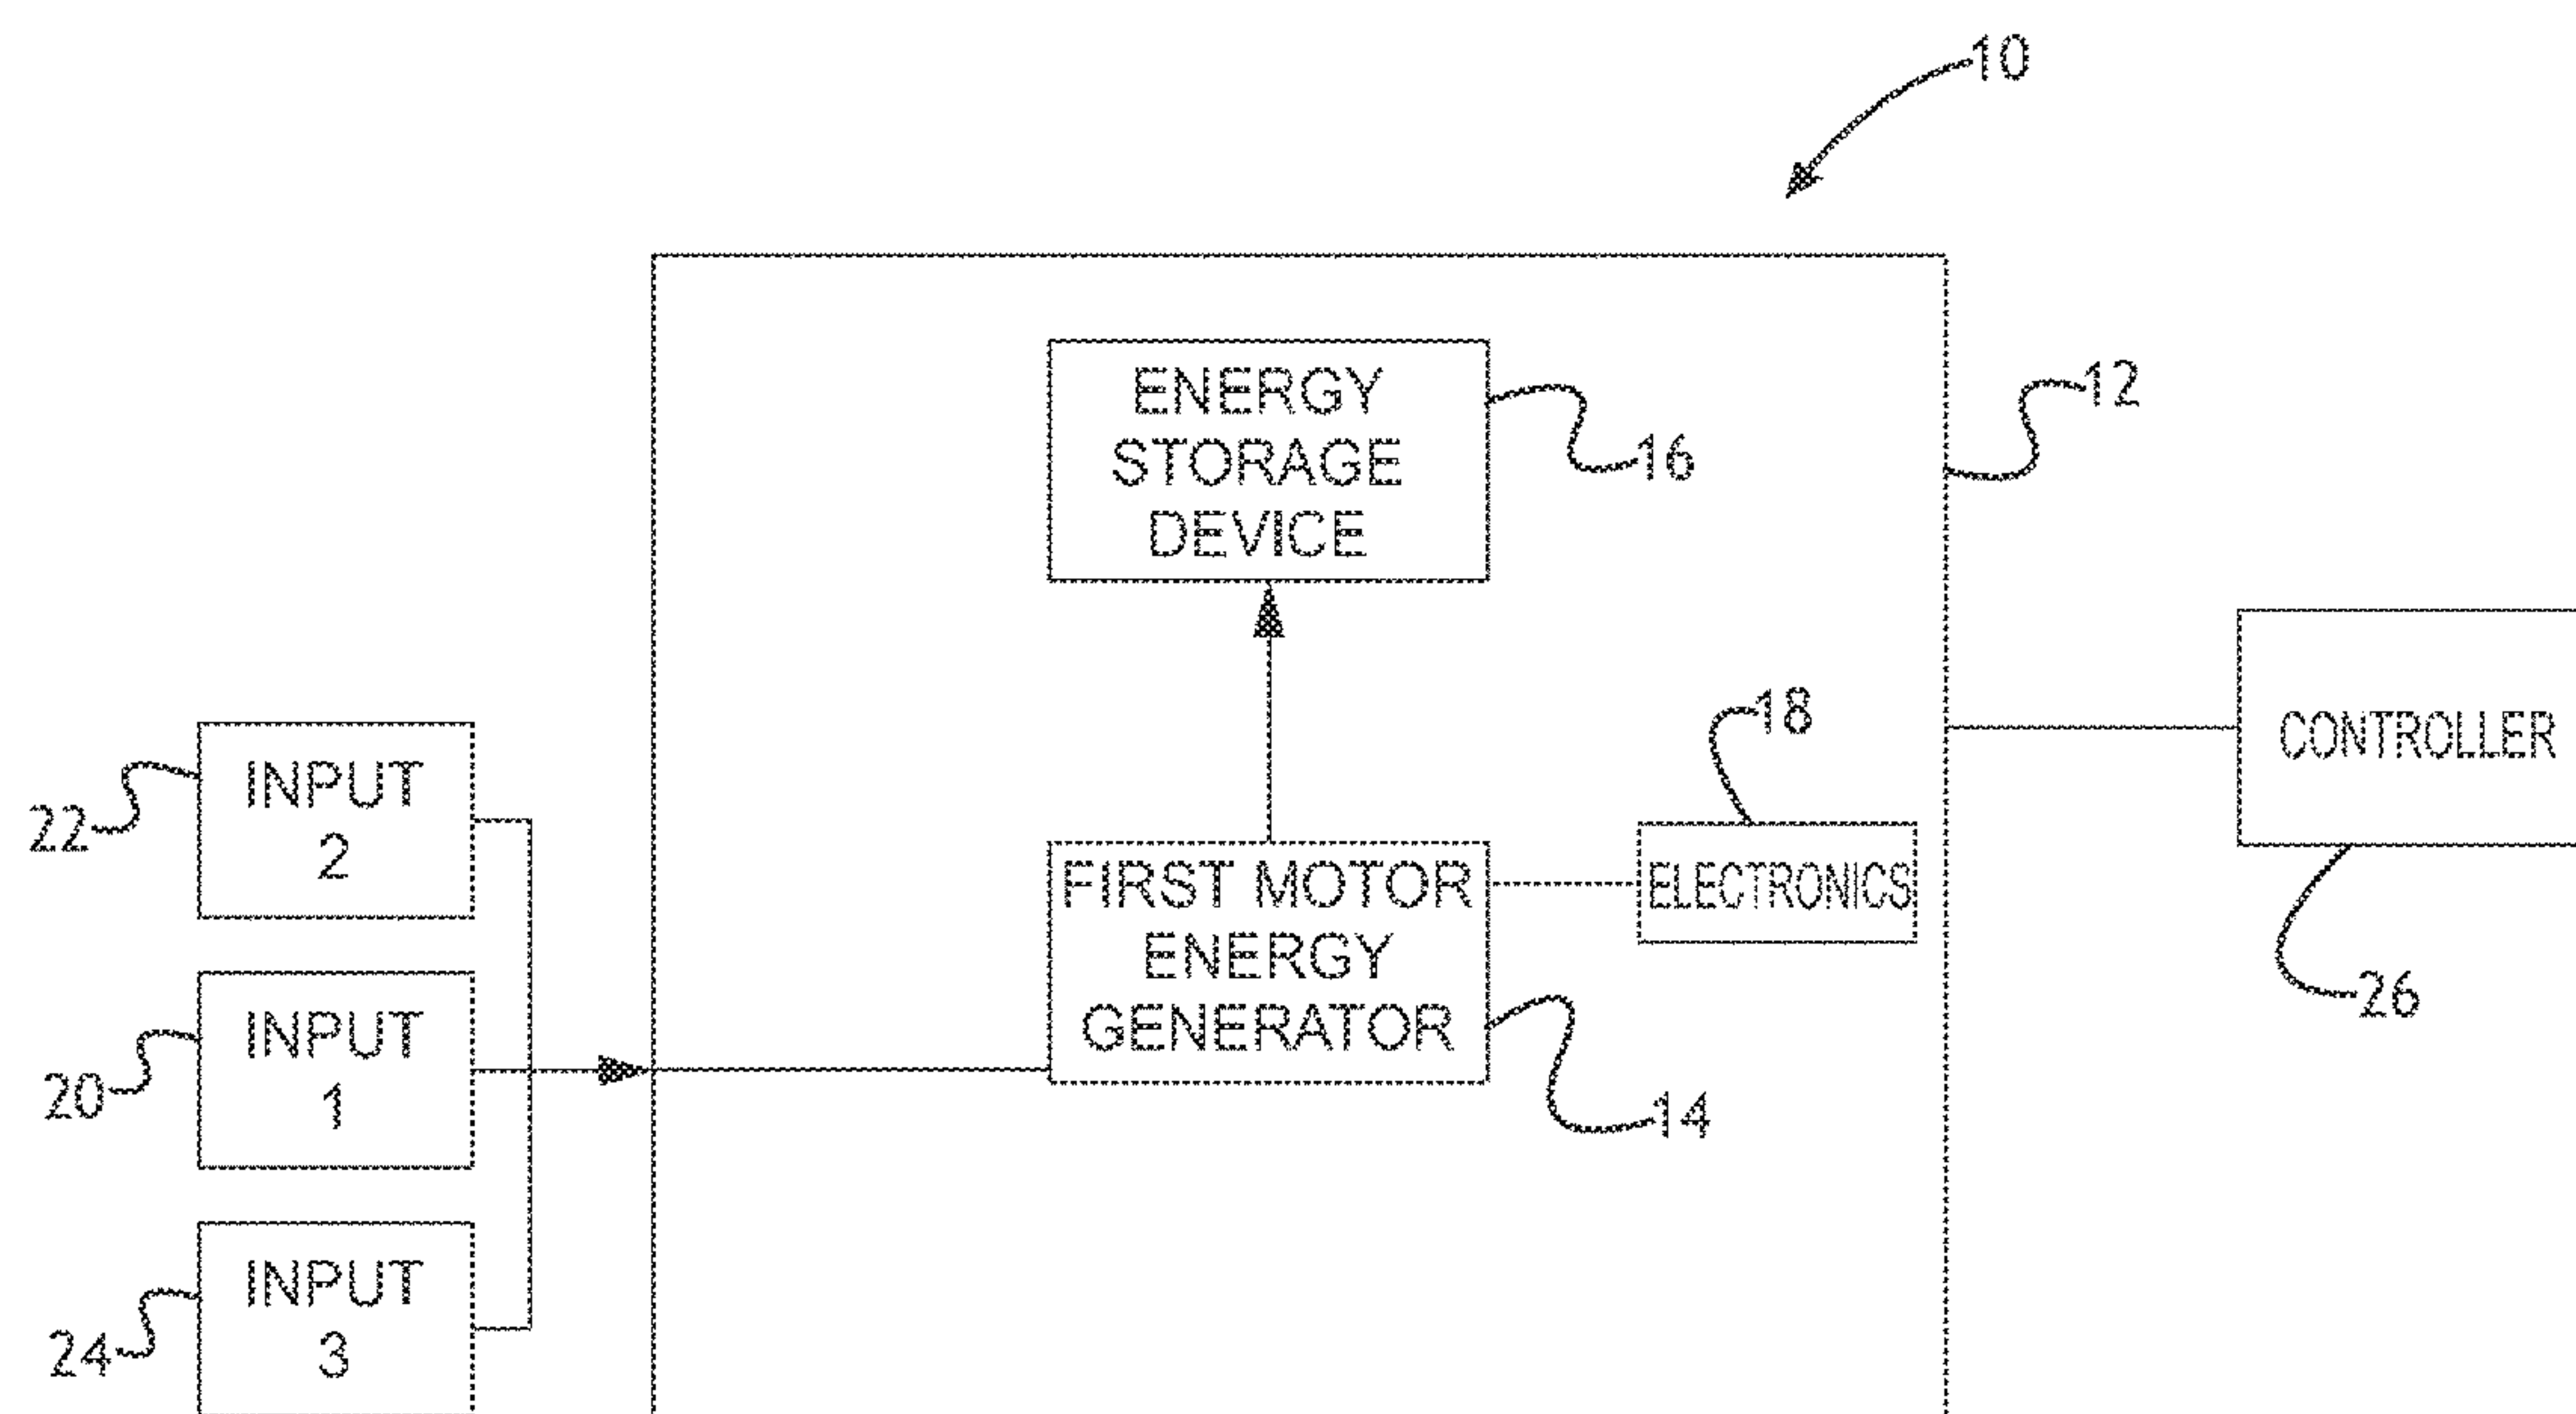 10
ENERGY
STORAGE
DEVICE
16
12
INPUT
2
22
18
CONTROLLER
26
FIRST MOTOR
ENERGY
GENERATOR
ELECTRONICS
14
INPUT
1
20
INPUT
3
24